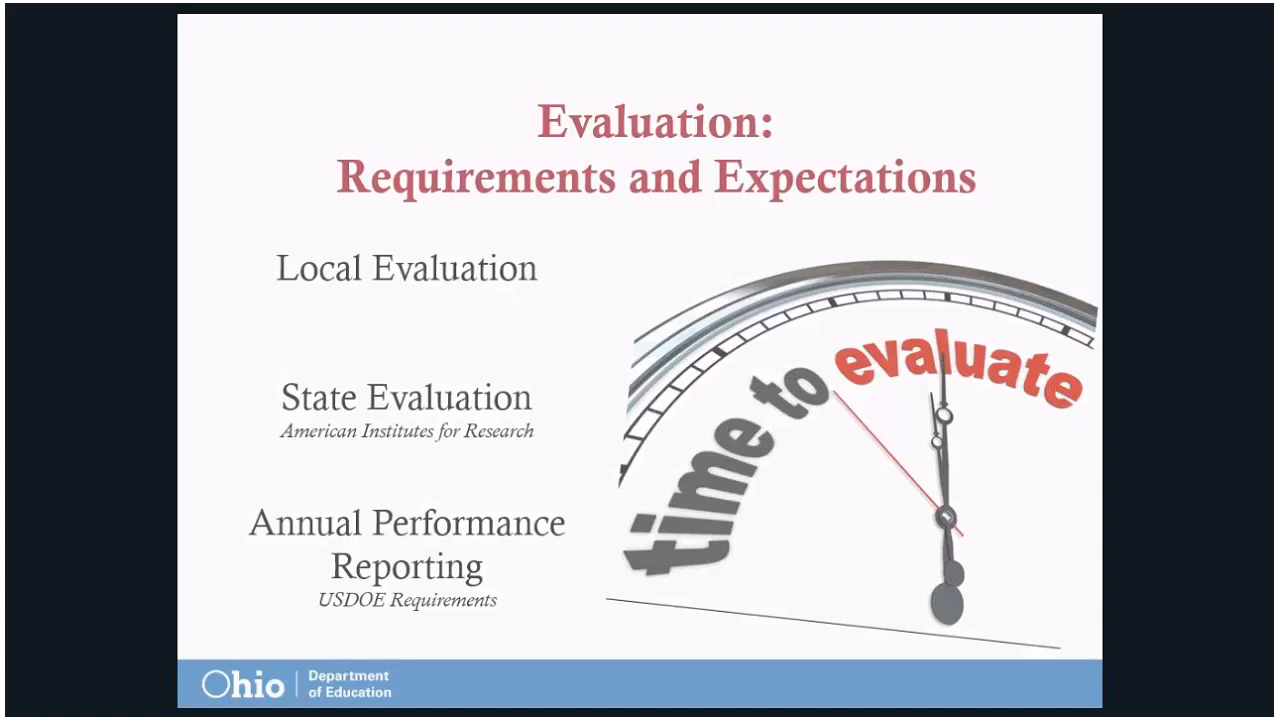 Evaluation:
Requirements and Expectations
Local Evaluation
State Evaluation
American Institutes for Research
Annual Performance
Reporting
USDOE Requirements
time to evaluate
Ohio
Department
of Education